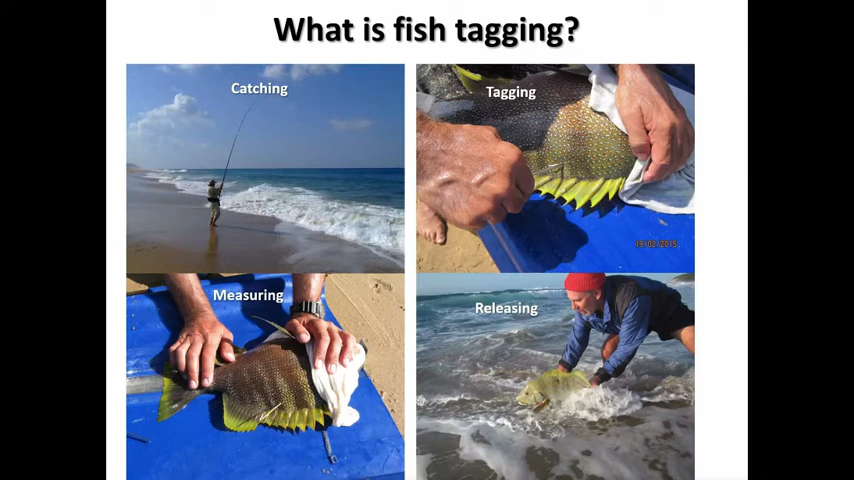 What is fish tagging?
Catching
Tagging
19/02/2015
Measuring
Releasing